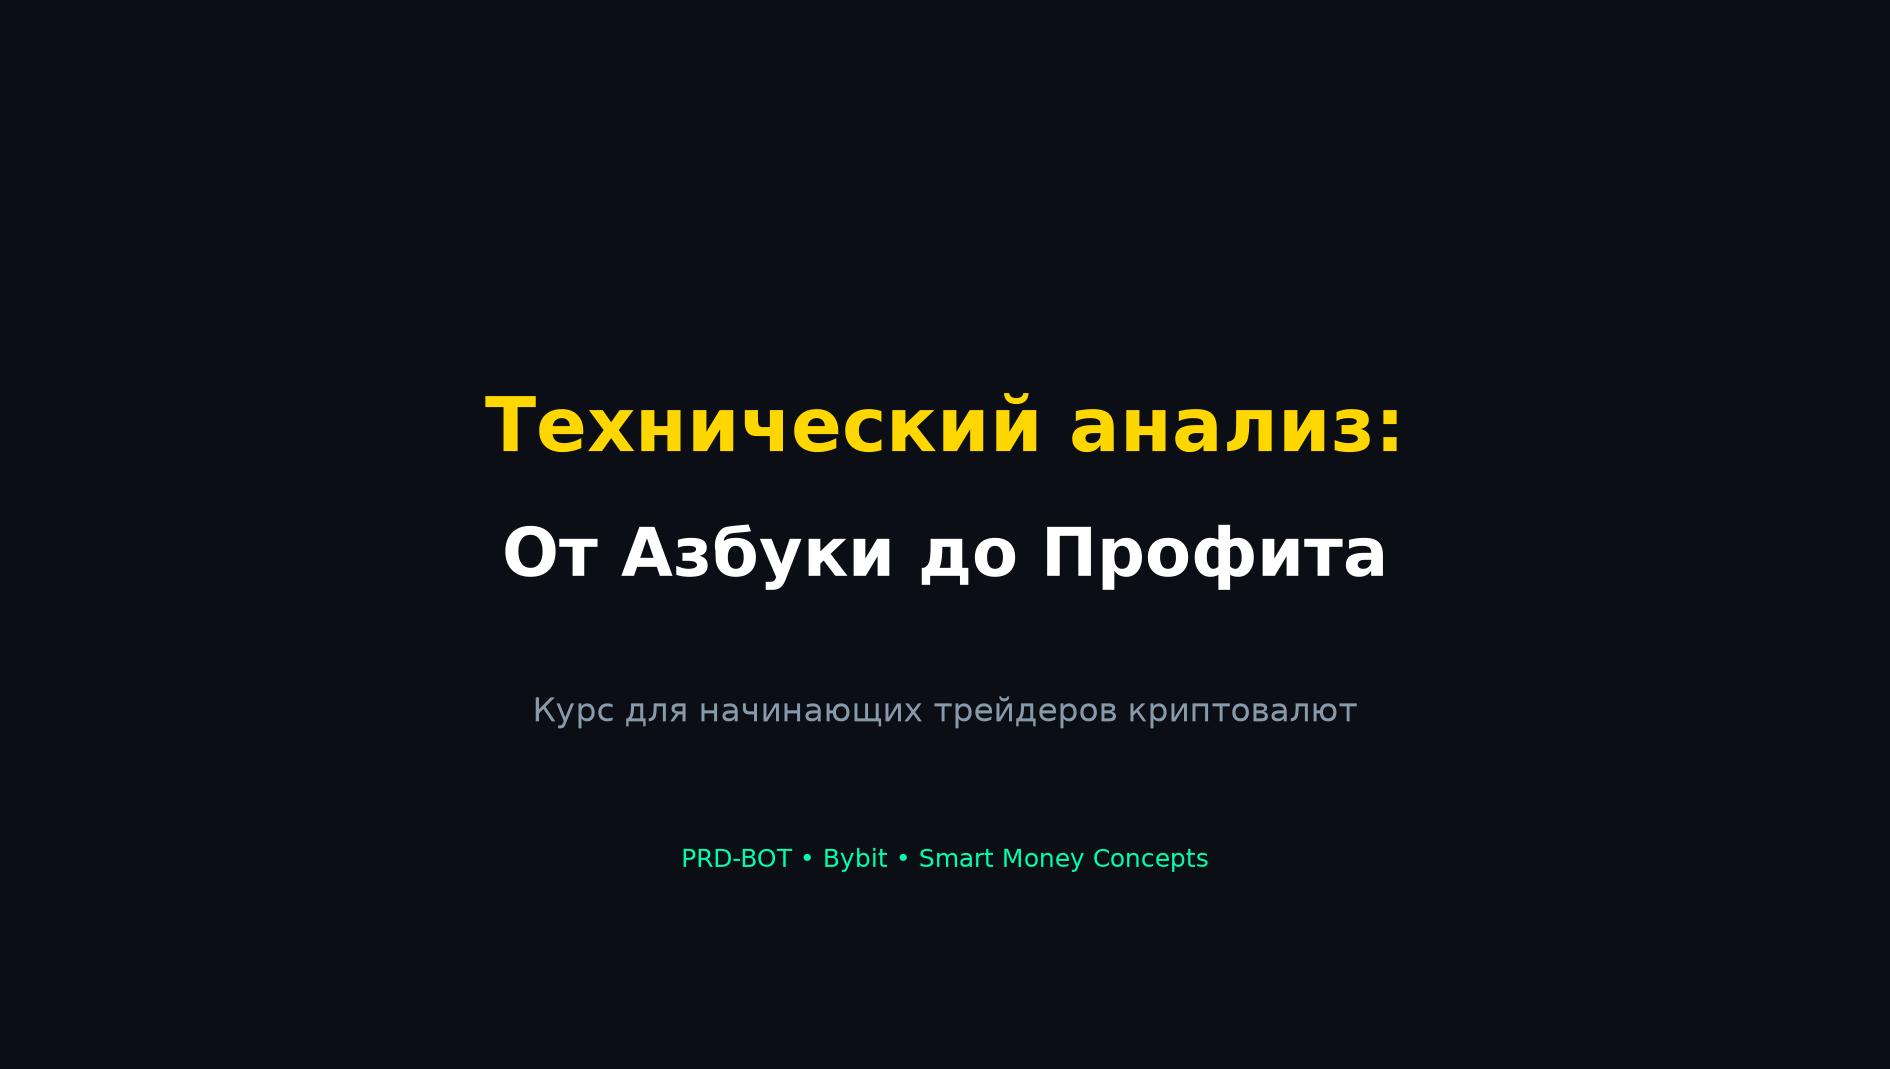 Технический анализ:
От Азбуки до Профита
Курс для начинающих трейдеров криптовалют
PRD-BOT • Bybit • Smart Money Concepts